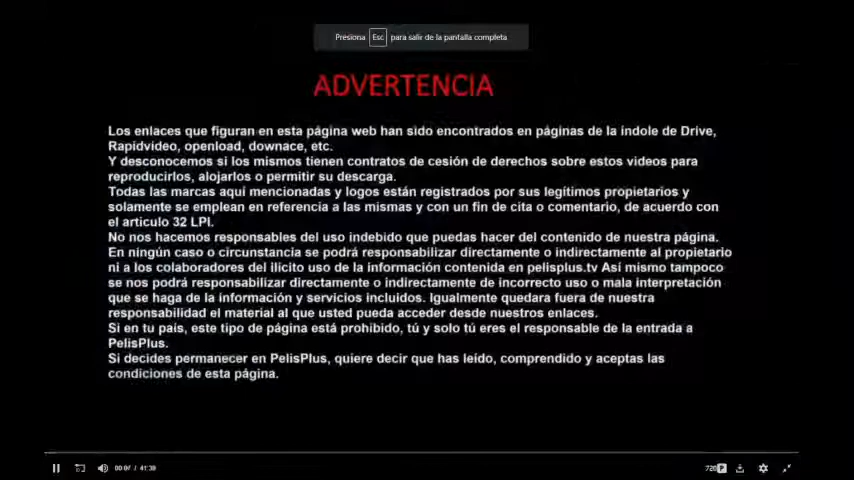 Presiona Esc para salir de la pantalla completa
ADVERTENCIA
Los enlaces que figuran en esta página web han sido encontrados en páginas de la indole de Drive,
Rapidvideo, openload, downace, etc.
Y desconocemos si los mismos tienen contratos de cesión de derechos sobre estos videos para
reproducirlos, alojarlos o permitir su descarga.
Todas las marcas aquí mencionadas y logos están registrados por sus legítimos propietarios y
solamente se emplean en referencia a las mismas y con un fin de cita o comentario, de acuerdo con
el articulo 32 LPI.
No nos hacemos responsables del uso indebido que puedas hacer del contenido de nuestra página.
En ningún caso o circunstancia se podrá responsabilizar directamente o indirectamente al propietario
ni a los colaboradores del ilícito uso de la información contenida en pelisplus.tv Así mismo tampoco
se nos podrá responsabilizar directamente o indirectamente de incorrecto uso o mala interpretación
que se haga de la información y servicios incluidos. Igualmente quedara fuera de nuestra
responsabilidad el material al que usted pueda acceder desde nuestros enlaces.
Si en tu país, este tipo de página está prohibido, tú y solo tú eres el responsable de la entrada a
PelisPlus.
Si decides permanecer en PelisPlus, quiere decir que has leído, comprendido y aceptas las
condiciones de esta página.
/ 41:39